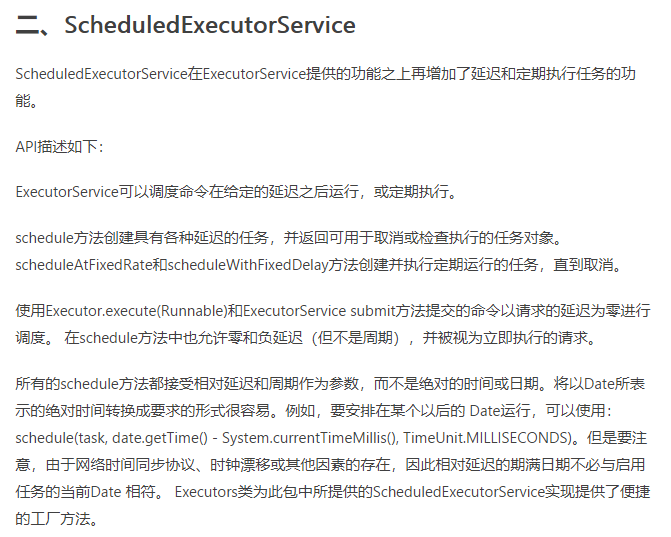 二、ScheduledExecutorService
ScheduledExecutorService在ExecutorService提供的功能之上再增加了延迟和定期执行任务的功
能。
API描述如下：
ExecutorService可以调度命令在给定的延迟之后运行，或定期执行。
schedule方法创建具有各种延迟的任务，并返回可用于取消或检查执行的任务对象。
scheduleAtFixedRate和scheduleWithFixedDelay方法创建并执行定期运行的任务，直到取消。
使用Executor.execute(Runnable)和ExecutorService submit方法提交的命令以请求的延迟为零进行
调度。 在schedule方法中也允许零和负延迟（但不是周期），并被视为立即执行的请求。
所有的schedule方法都接受相对延迟和周期作为参数，而不是绝对的时间或日期。将以Date所表
示的绝对时间转换成要求的形式很容易。例如，要安排在某个以后的 Date运行，可以使用：
schedule(task, date.getTime() - System.currentTimeMillis(), TimeUnit.MILLISECONDS)。但是要注
意，由于网络时间同步协议、时钟漂移或其他因素的存在，因此相对延迟的期满日期不必与启用
任务的当前Date 相符。 Executors类为此包中所提供的ScheduledExecutorService实现提供了便捷
的工厂方法。